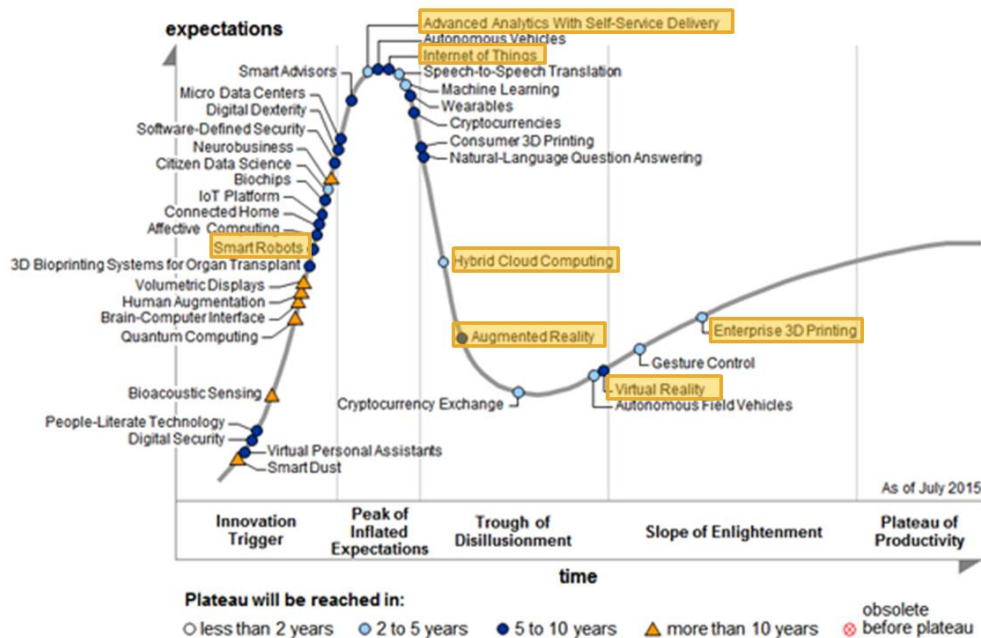 expectations
Advanced Analytics With Self-Service Delivery
Autonomous Vehicles
Internet of Things
Speech-to-Speech Translation
Machine Learning
Wearables
Cryptocurrencies
Consumer 3D Printing
Natural-Language Question Answering
Smart Advisors
Micro Data Centers
Digital Dexterity
Software-Defined Security
Neurobusiness
Citizen Data Science
Biochips
IoT Platform
Connected Home
Affective Computing
Smart Robots
3D Bioprinting Systems for Organ Transplant
Volumetric Displays
Human Augmentation
Brain-Computer Interface
Quantum Computing
Bioacoustic Sensing
People-Literate Technology
Digital Security
Virtual Personal Assistants
Smart Dust
Hybrid Cloud Computing
Augmented Reality
Cryptocurrency Exchange
Enterprise 3D Printing
Gesture Control
Virtual Reality
Autonomous Field Vehicles
As of July 2015
Innovation
Trigger
Peak of
Inflated
Expectations
Trough of
Disillusionment
Slope of Enlightenment
Plateau of
Productivity
time
Plateau will be reached in:
less than 2 years
2 to 5 years
5 to 10 years
more than 10 years
obsolete
before plateau